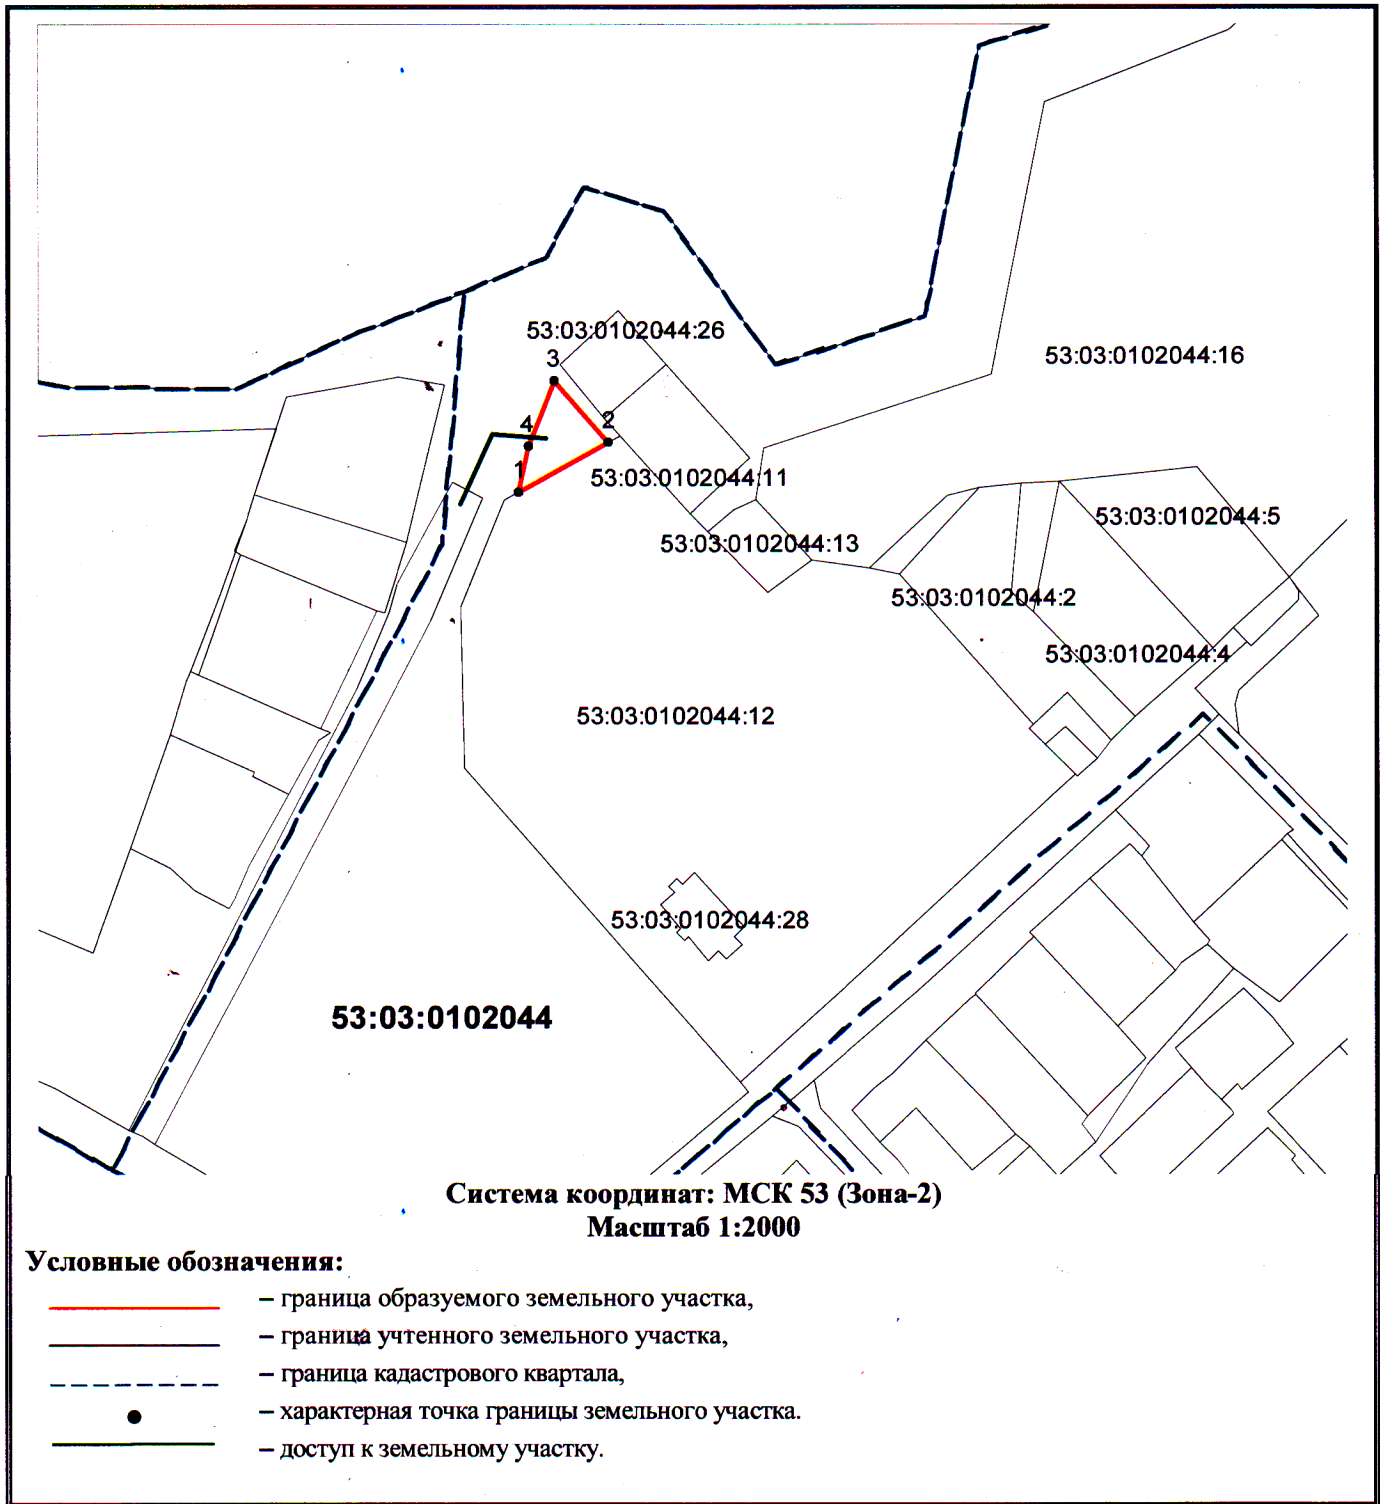 53:03:0102044:26
53:03:0102044:16
3
4
2
1
53:03:0102044:11
53:03:0102044:5
53:03:0102044:13
53:03:0102044:2
53:03:0102044:4
53:03:0102044:12
53:03:0102044:28
53:03:0102044
Система координат: МСК 53 (Зона-2)
Масштаб 1:2000
Условные обозначения:
– граница образуемого земельного участка,
– граница учтенного земельного участка,
– граница кадастрового квартала,
– характерная точка границы земельного участка.
– доступ к земельному участку.